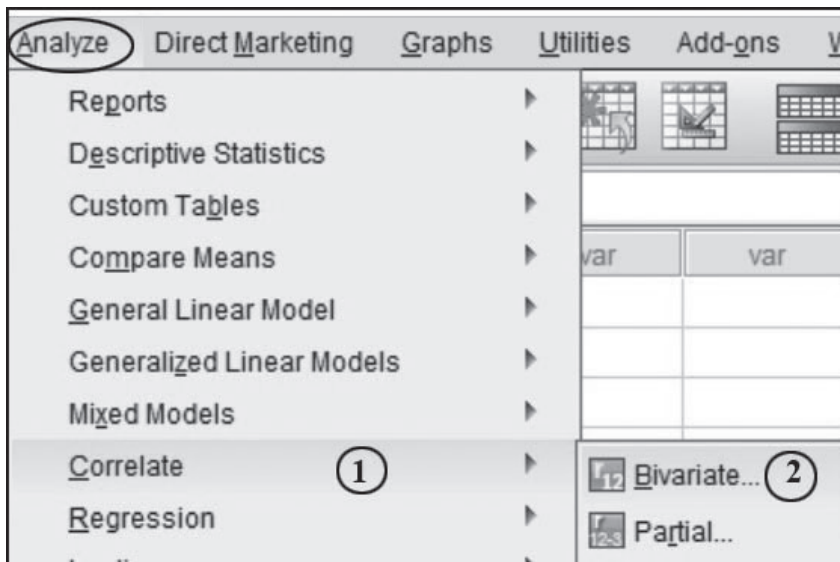 Analyze Direct Marketing Graphs Utilities Add-ons
Reports
Descriptive Statistics
Custom Tables
Compare Means
var var
General Linear Model
Generalized Linear Models
Mixed Models
Correlate 1
Bivariate... 2
Regression
Partial...